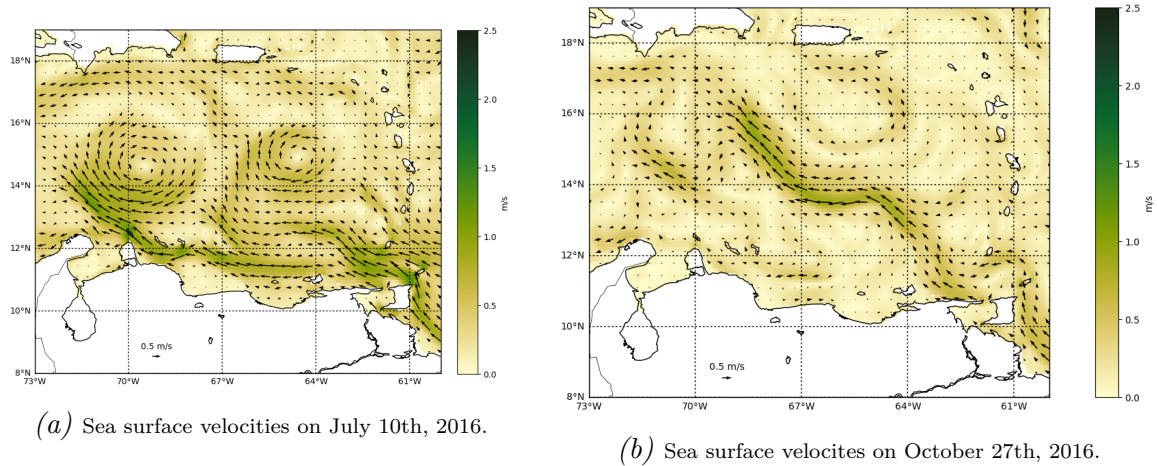 18°N
16°N
14°N
12°N
10°N
8°N
73°W
70°W
67°W
64°W
61°W
0.5 m/s
2.5
2.0
1.5
1.0
0.5
0.0
m/s
(a) Sea surface velocities on July 10th, 2016.
18°N
16°N
14°N
12°N
10°N
8°N
73°W
70°W
67°W
64°W
61°W
0.5 m/s
2.5
2.0
1.5
1.0
0.5
0.0
m/s
(b) Sea surface velocites on October 27th, 2016.